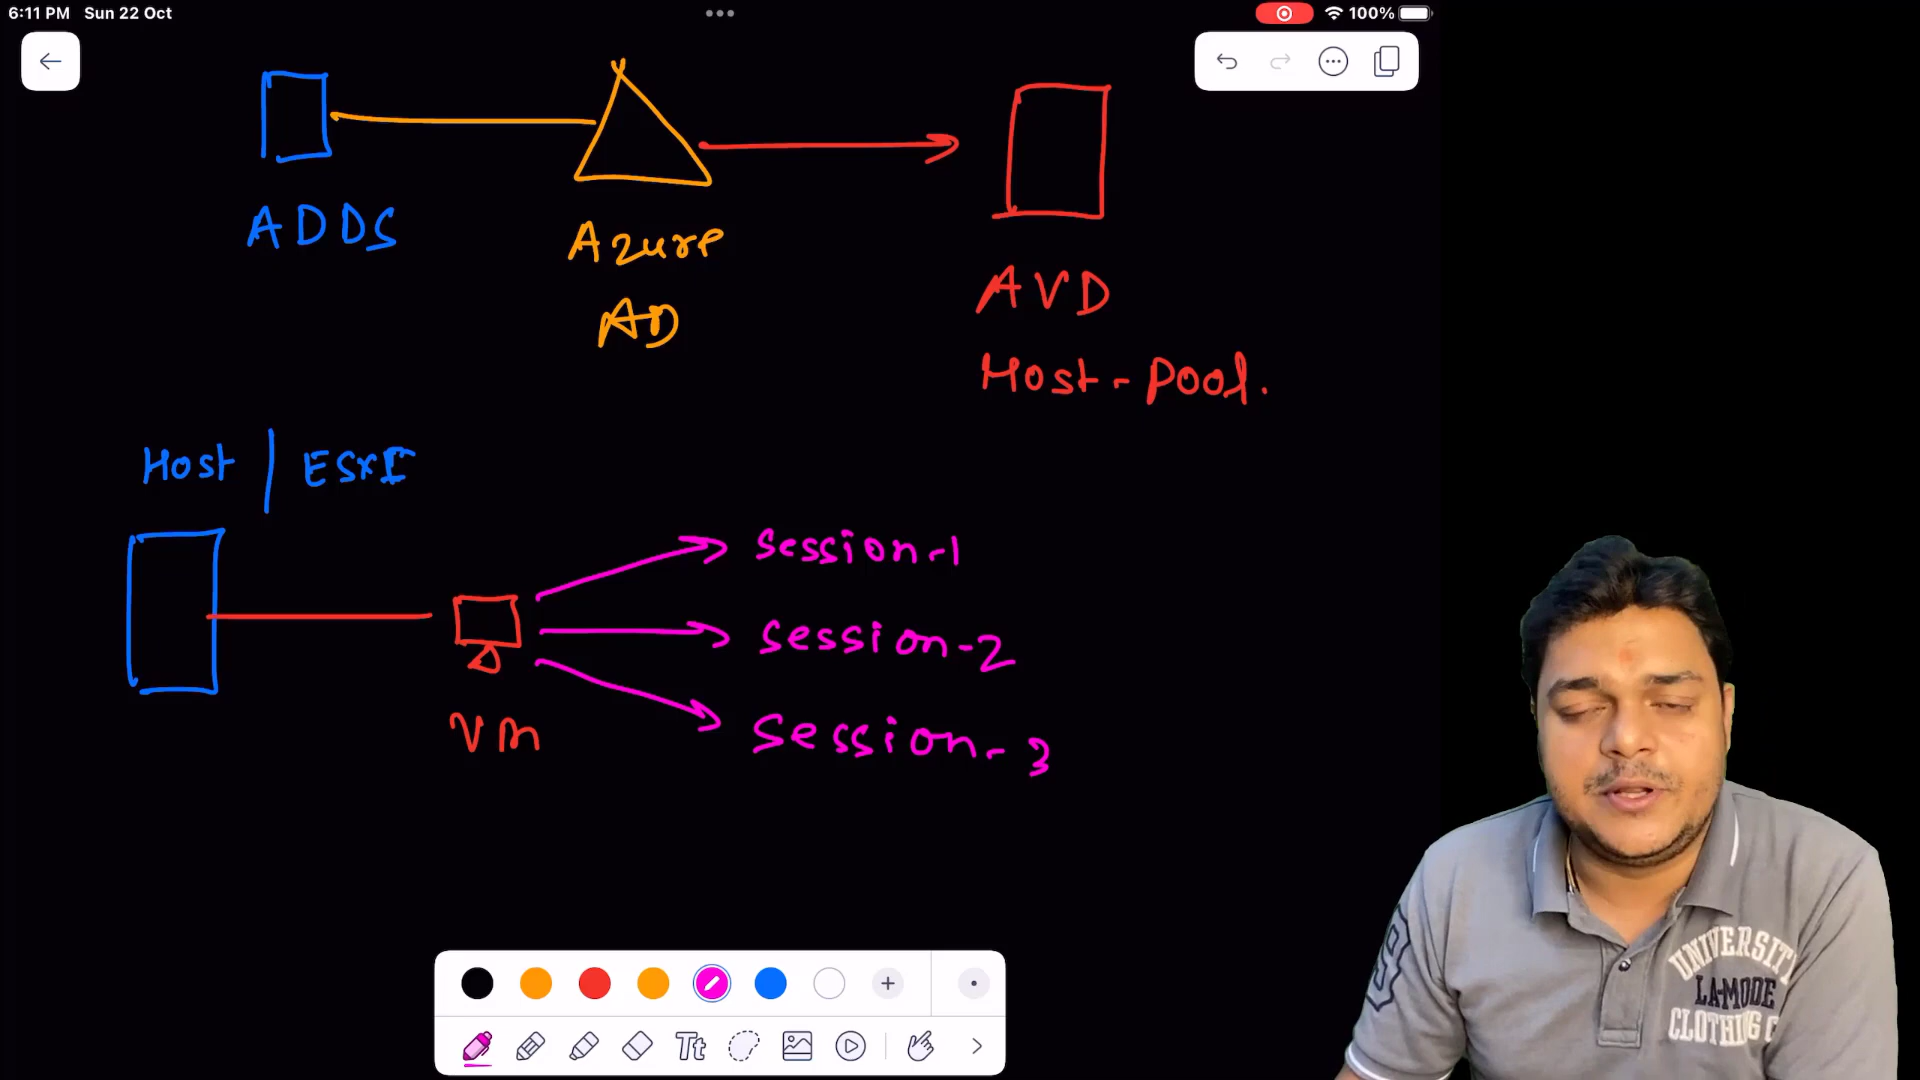 6:11 PM Sun 22 Oct
100%
ADDS
Azure
AD
AVD
Host-pool.
Host | ESXI
session-1
session-2
session-3
VM
Tt
UNIVERSITY
LA-MODE
CLOTHING C